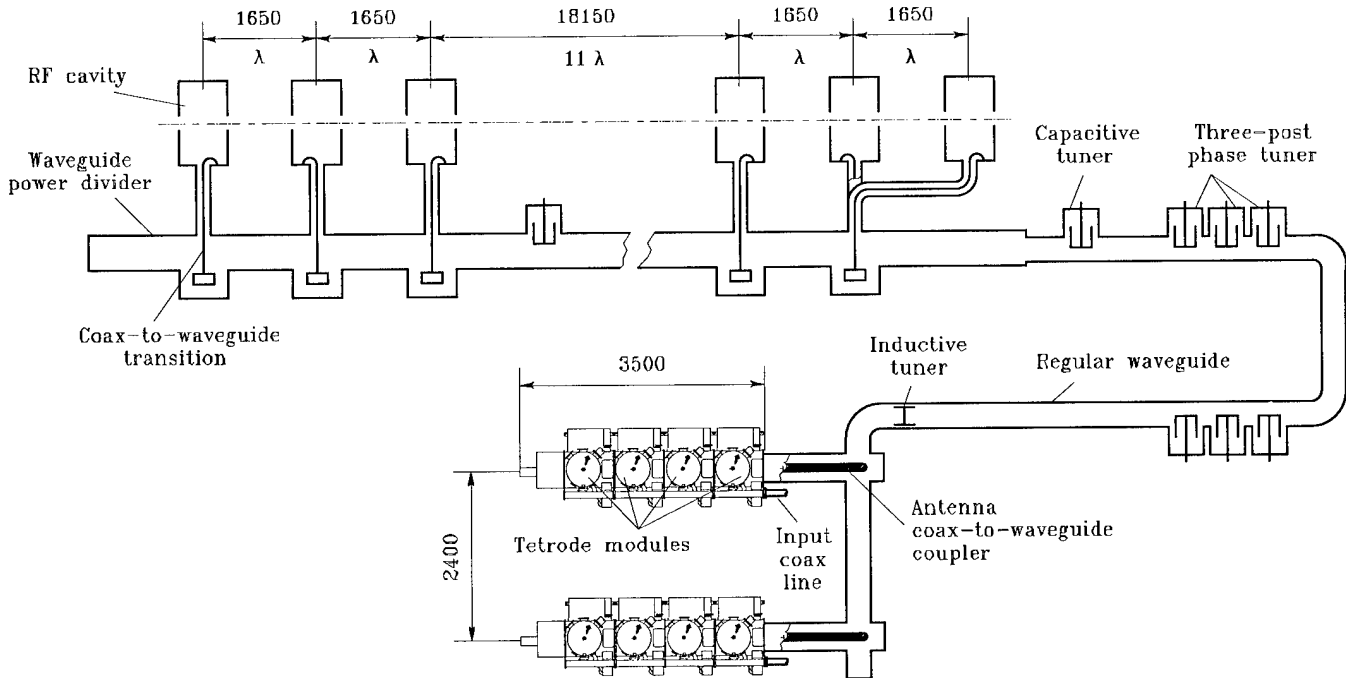 1650
1650
18150
1650
1650
λ
λ
11 λ
λ
λ
RF cavity
Waveguide
power divider
Capacitive
tuner
Three-post
phase tuner
Coax-to-waveguide
transition
3500
Inductive
tuner
Regular waveguide
2400
Tetrode modules
Input
coax
line
Antenna
coax-to-waveguide
coupler